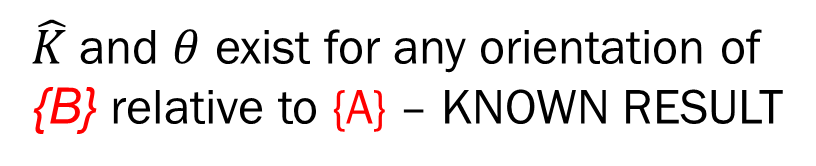 K̂ and θ exist for any orientation of
{B} relative to {A} – KNOWN RESULT